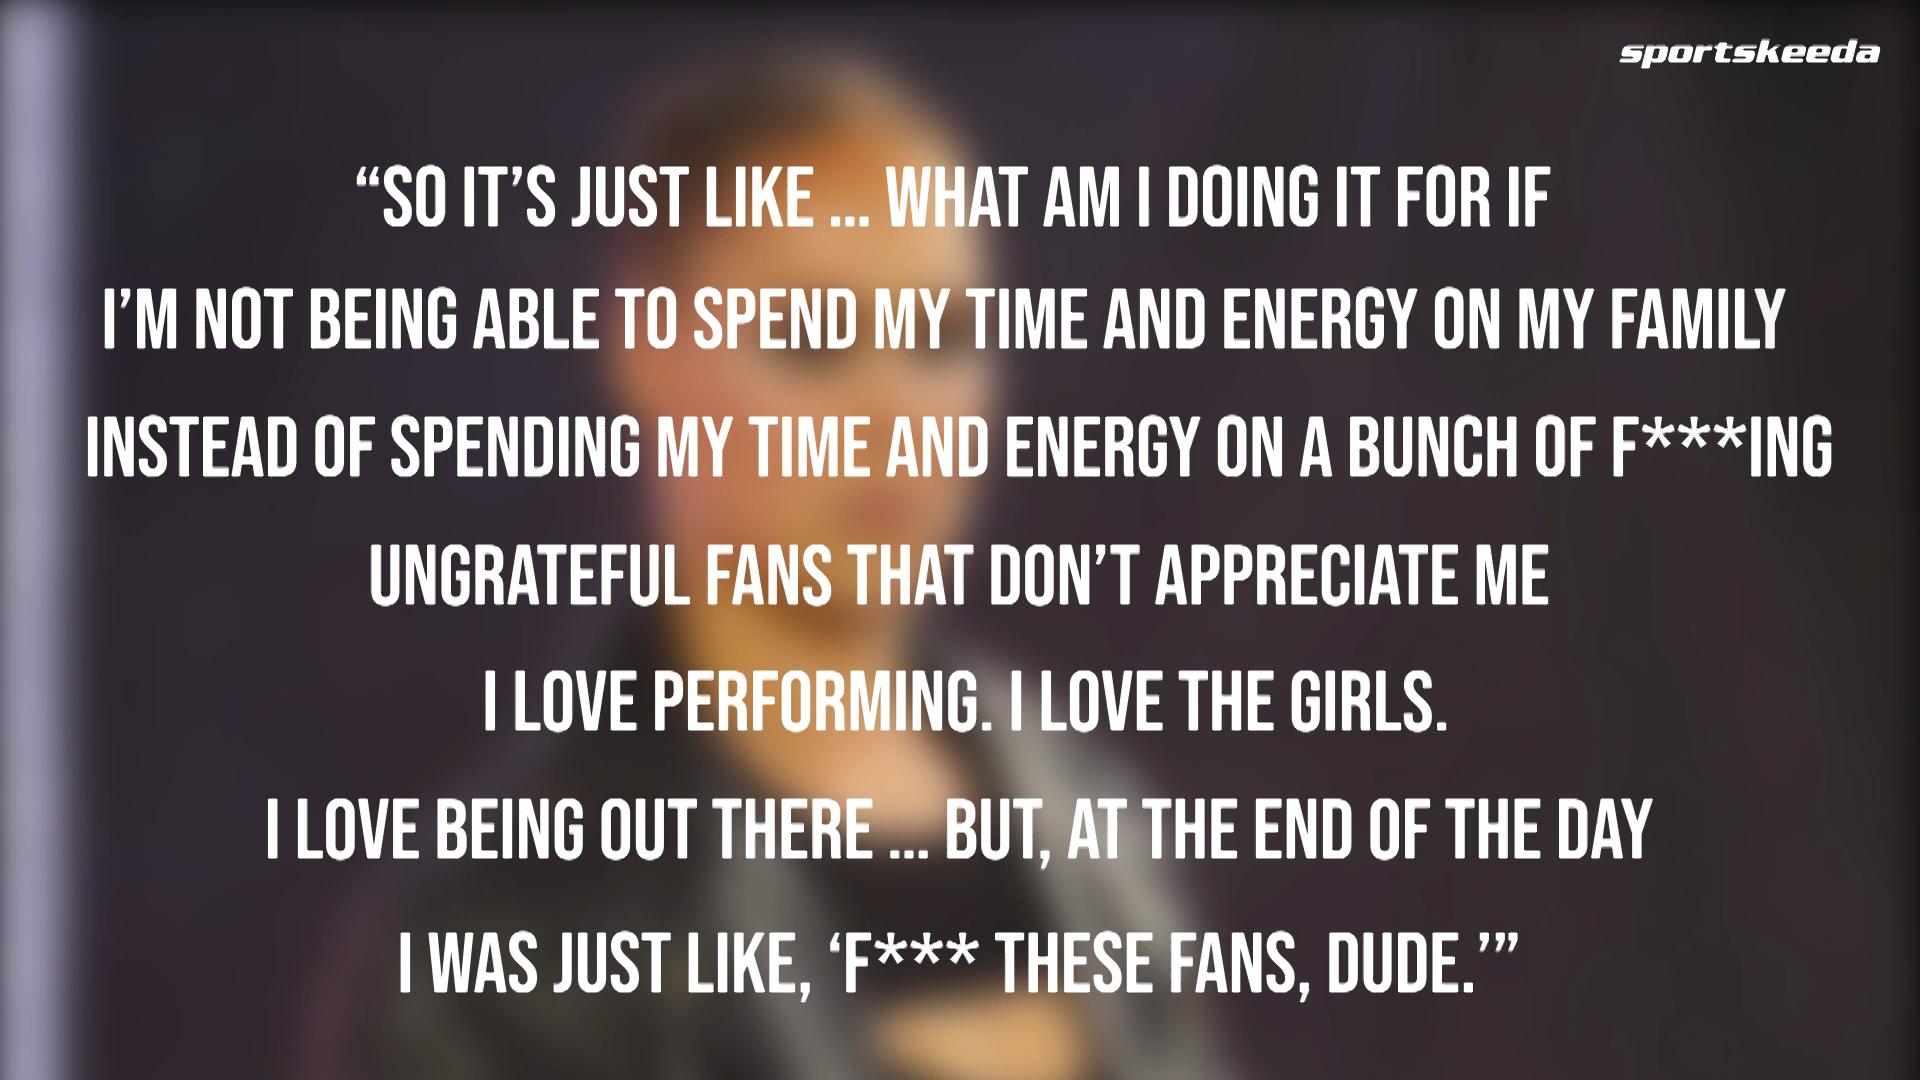 sportskeeda
“SO IT’S JUST LIKE ... WHAT AM I DOING IT FOR IF
I’M NOT BEING ABLE TO SPEND MY TIME AND ENERGY ON MY FAMILY
INSTEAD OF SPENDING MY TIME AND ENERGY ON A BUNCH OF F***ING
UNGRATEFUL FANS THAT DON’T APPRECIATE ME
I LOVE PERFORMING. I LOVE THE GIRLS.
I LOVE BEING OUT THERE ... BUT, AT THE END OF THE DAY
I WAS JUST LIKE, ‘F*** THESE FANS, DUDE.’”